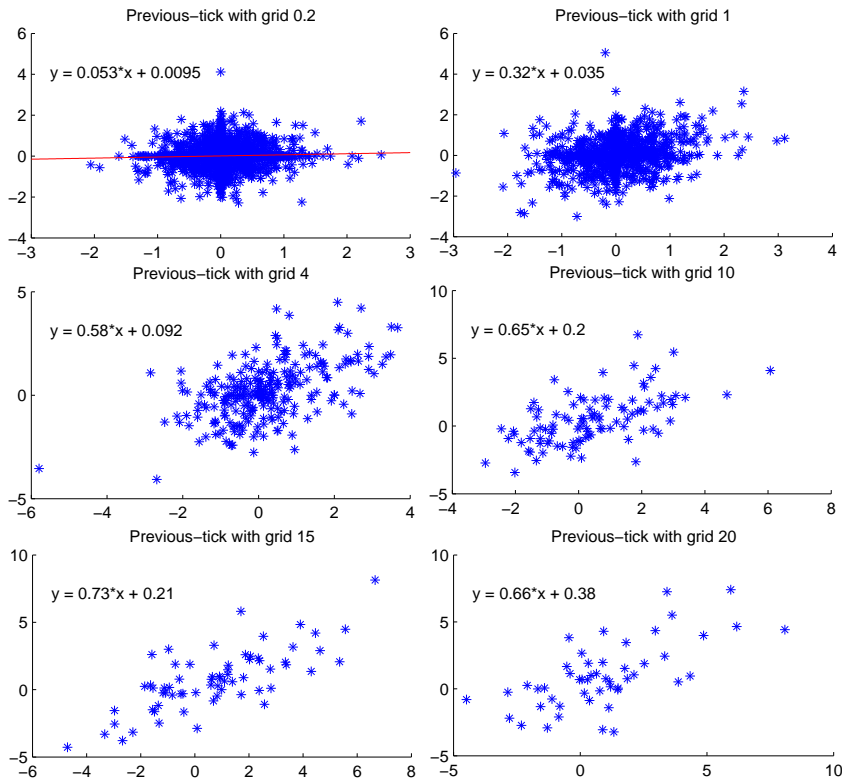 Previous-tick with grid 0.2
y = 0.053*x + 0.0095
6
4
2
0
−2
−4
−3 −2 −1 0 1 2 3
Previous-tick with grid 1
y = 0.32*x + 0.035
6
4
2
0
−2
−4
−3 −2 −1 0 1 2 3 4
Previous-tick with grid 4
y = 0.58*x + 0.092
5
0
−5
−6 −4 −2 0 2 4
Previous-tick with grid 10
y = 0.65*x + 0.2
10
5
0
−5
−4 −2 0 2 4 6 8
Previous-tick with grid 15
y = 0.73*x + 0.21
10
5
0
−5
−6 −4 −2 0 2 4 6 8
Previous-tick with grid 20
y = 0.66*x + 0.38
10
5
0
−5
−5 0 5 10